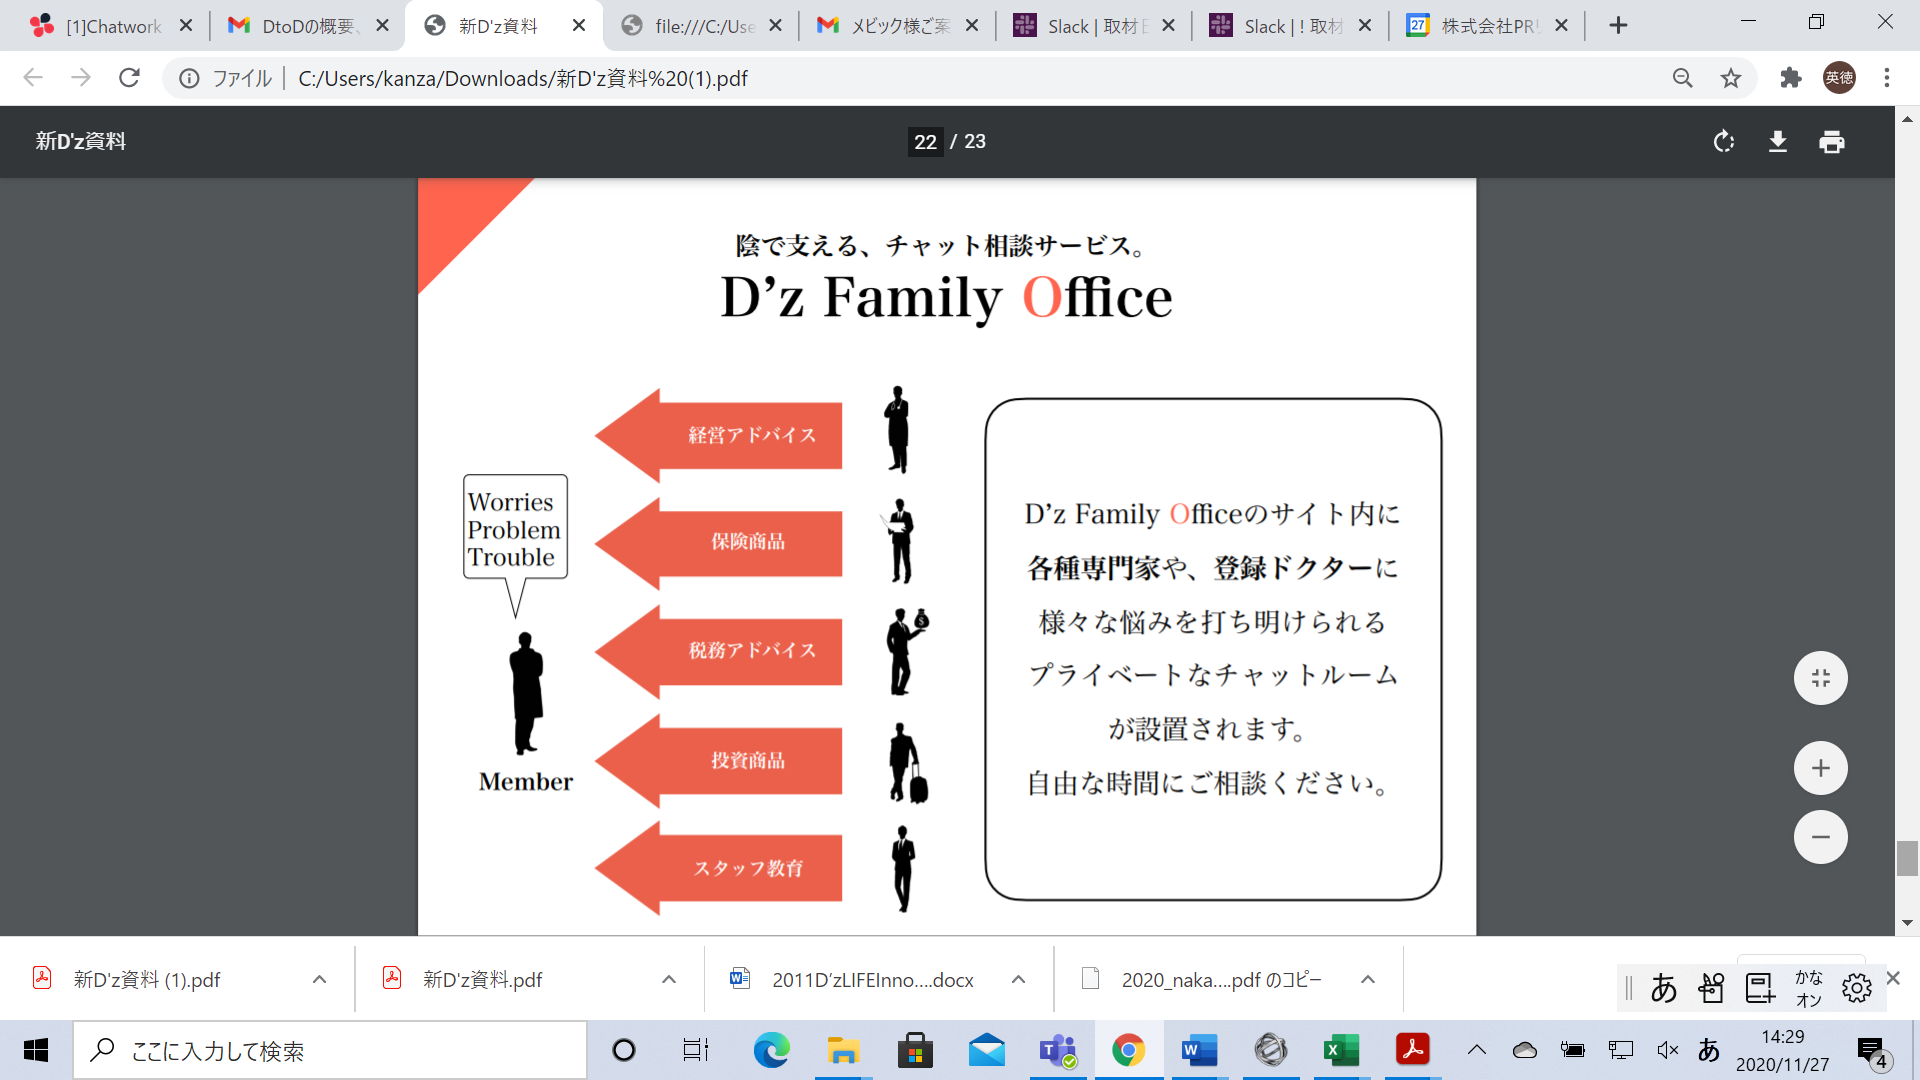 [1]Chatwork
DtoDの概要、
新D'z資料
file:///C:/Use
メビック様ご案
Slack | 取材日
Slack | ! 取材
27
株式会社PRリ
ファイル
C:/Users/kanza/Downloads/新D'z資料%20(1).pdf
英徳
新D'z資料
22 / 23
陰で支える、チャット相談サービス。
D’z Family Office
経営アドバイス
保険商品
税務アドバイス
投資商品
スタッフ教育
Worries
Problem
Trouble
Member
$
D’z Family Officeのサイト内に
各種専門家や、登録ドクターに
様々な悩みを打ち明けられる
プライベートなチャットルーム
が設置されます。
自由な時間にご相談ください。
新D'z資料 (1).pdf
新D'z資料.pdf
2011D’zLIFEInno....docx
2020_naka....pdf のコピー
あ
かな
オン
ここに入力して検索
あ
14:29
2020/11/27
4